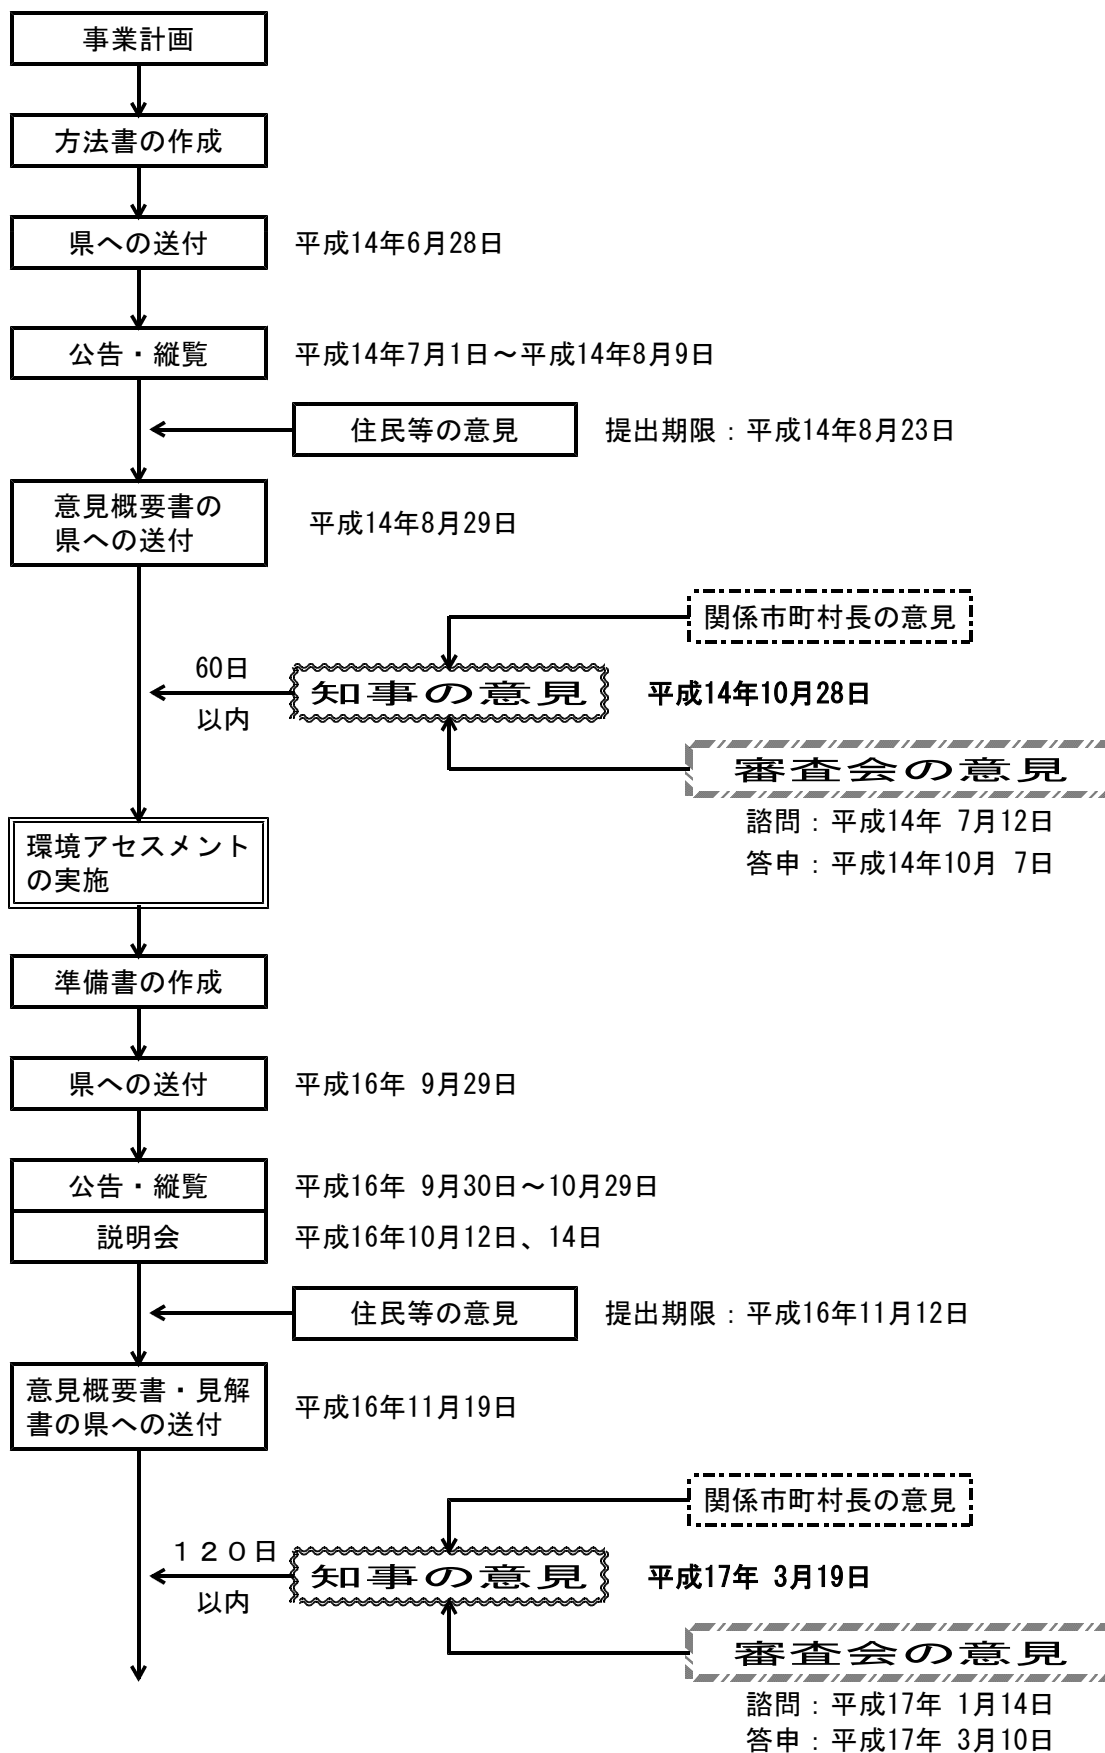 事業計画
方法書の作成
県への送付 平成14年6月28日
公告・縦覧 平成14年7月1日～平成14年8月9日
住民等の意見 提出期限：平成14年8月23日
意見概要書の
県への送付
平成14年8月29日
関係市町村長の意見
60日
以内
知事の意見 平成14年10月28日
審査会の意見
諮問：平成14年 7月12日
答申：平成14年10月 7日
環境アセスメント
の実施
準備書の作成
県への送付 平成16年 9月29日
公告・縦覧 平成16年 9月30日～10月29日
説明会 平成16年10月12日、14日
住民等の意見 提出期限：平成16年11月12日
意見概要書・見解
書の県への送付
平成16年11月19日
関係市町村長の意見
１２０日
以内
知事の意見 平成17年 3月19日
審査会の意見
諮問：平成17年 1月14日
答申：平成17年 3月10日